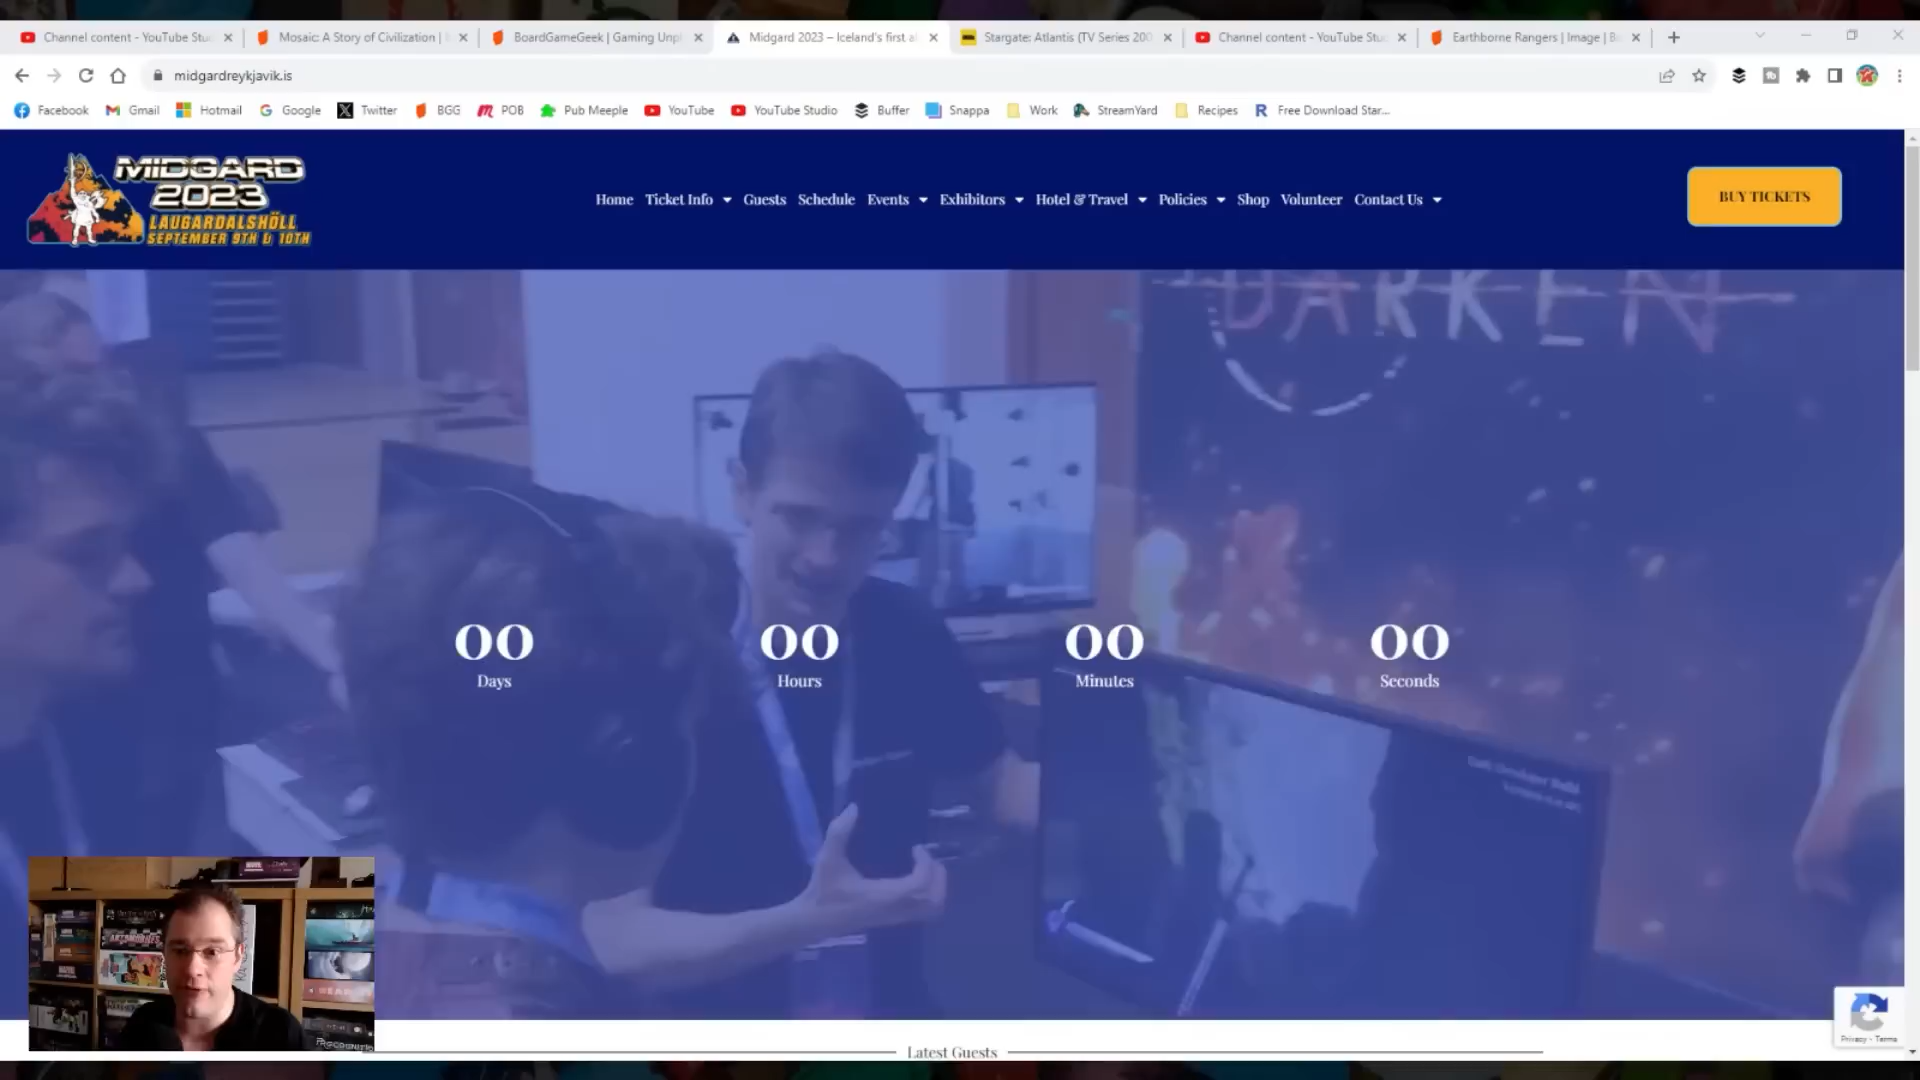 Channel content - YouTube Stu
Mosaic: A Story of Civilization |
BoardGameGeek | Gaming Unpl
Midgard 2023 – Iceland's first a
Stargate: Atlantis (TV Series 200
Channel content - YouTube Stu
Earthborne Rangers | Image | B
midgardreykjavik.is
Facebook
Gmail
Hotmail
Google
Twitter
BGG
POB
Pub Meeple
YouTube
YouTube Studio
Buffer
Snappa
Work
StreamYard
Recipes
Free Download Star...
MIDGARD
2023
LAUGARDALSHÖLL
SEPTEMBER 9TH & 10TH
Home
Ticket Info
Guests
Schedule
Events
Exhibitors
Hotel & Travel
Policies
Shop
Volunteer
Contact Us
BUY TICKETS
DARKEN
00
Days
00
Hours
00
Minutes
00
Seconds
Privacy - Terms
Latest Guests